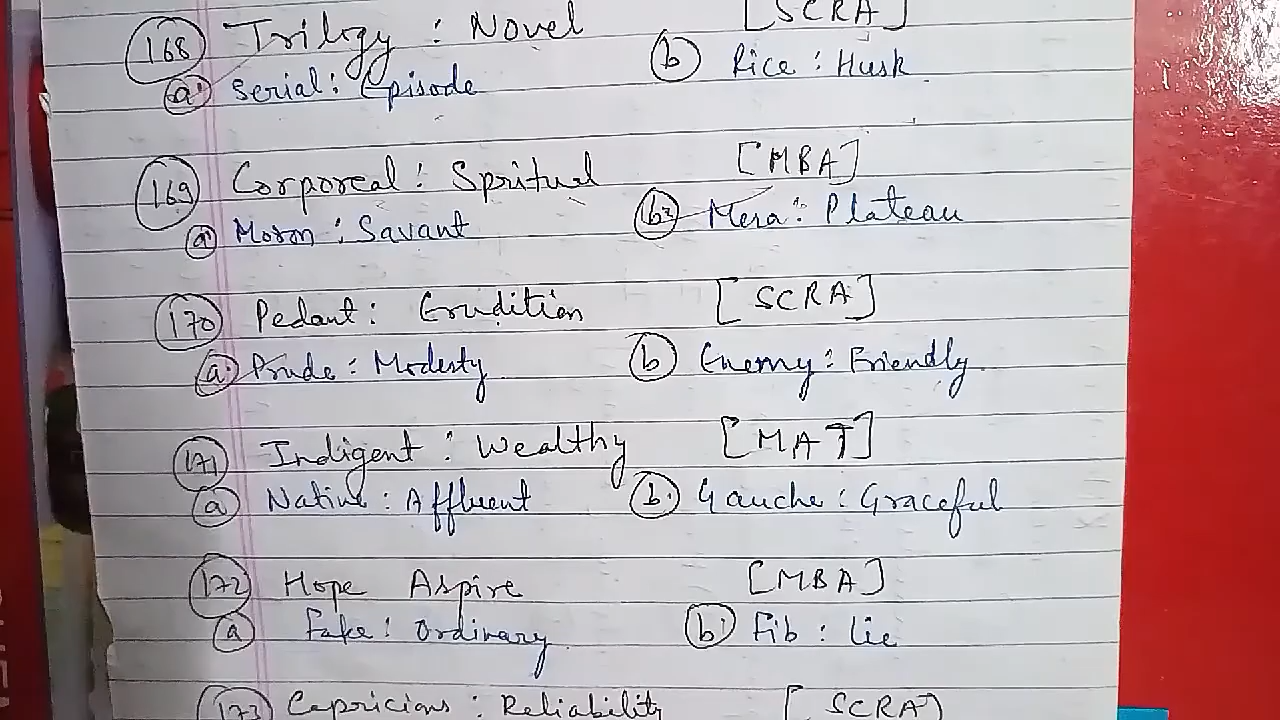 168 Trilogy : Novel [SCRA]
a Serial : Episode b Rice : Husk
169 Corporeal : Spritual [MBA]
a Moron : Savant b Mesa : Plateau
170 Pedant : Erudition [SCRA]
a Prude : Modesty b Enemy : Friendly
171 Indigent : Wealthy [MAT]
a Native : Affluent b Gauche : Graceful
172 Hope Aspire [MBA]
a Fake : Ordinary b Fib : Lie
173 Capricious : Reliability [SCRA]